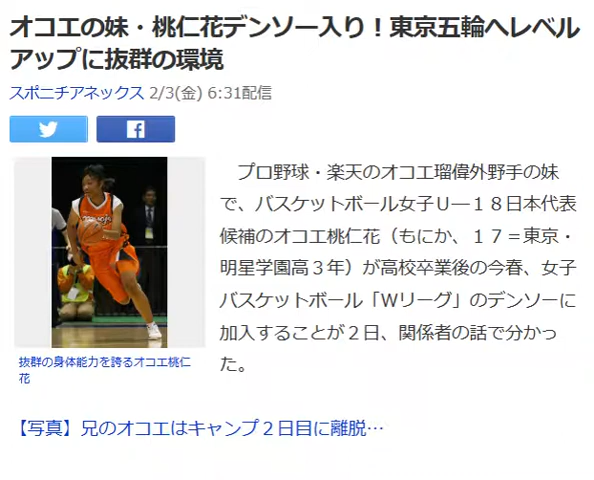 オコエの妹・桃仁花デンソー入り！東京五輪へレベル
アップに抜群の環境
スポニチアネックス 2/3(金) 6:31配信
プロ野球・楽天のオコエ瑠偉外野手の妹
で、バスケットボール女子Ｕ―１８日本代表
候補のオコエ桃仁花（もにか、１７＝東京・
明星学園高３年）が高校卒業後の今春、女子
バスケットボール「Ｗリーグ」のデンソーに
加入することが２日、関係者の話で分かっ
た。
抜群の身体能力を誇るオコエ桃仁
花
【写真】兄のオコエはキャンプ２日目に離脱…